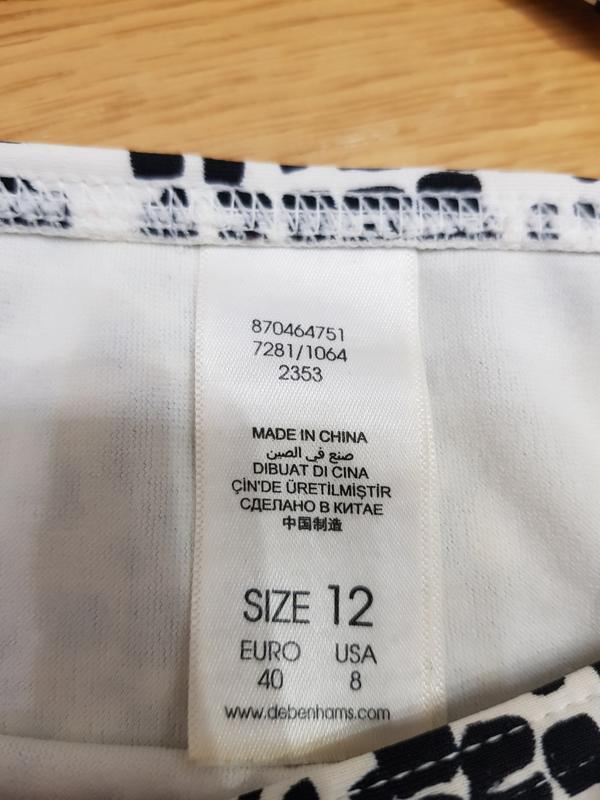 870464751
7281/1064
2353
MADE IN CHINA
صنع في الصين
DIBUAT DI CINA
ÇİN'DE ÜRETİLMİŞTİR
СДЕЛАНО В КИТАЕ
中国制造
SIZE 12
EURO USA
40 8
www.debenhams.com